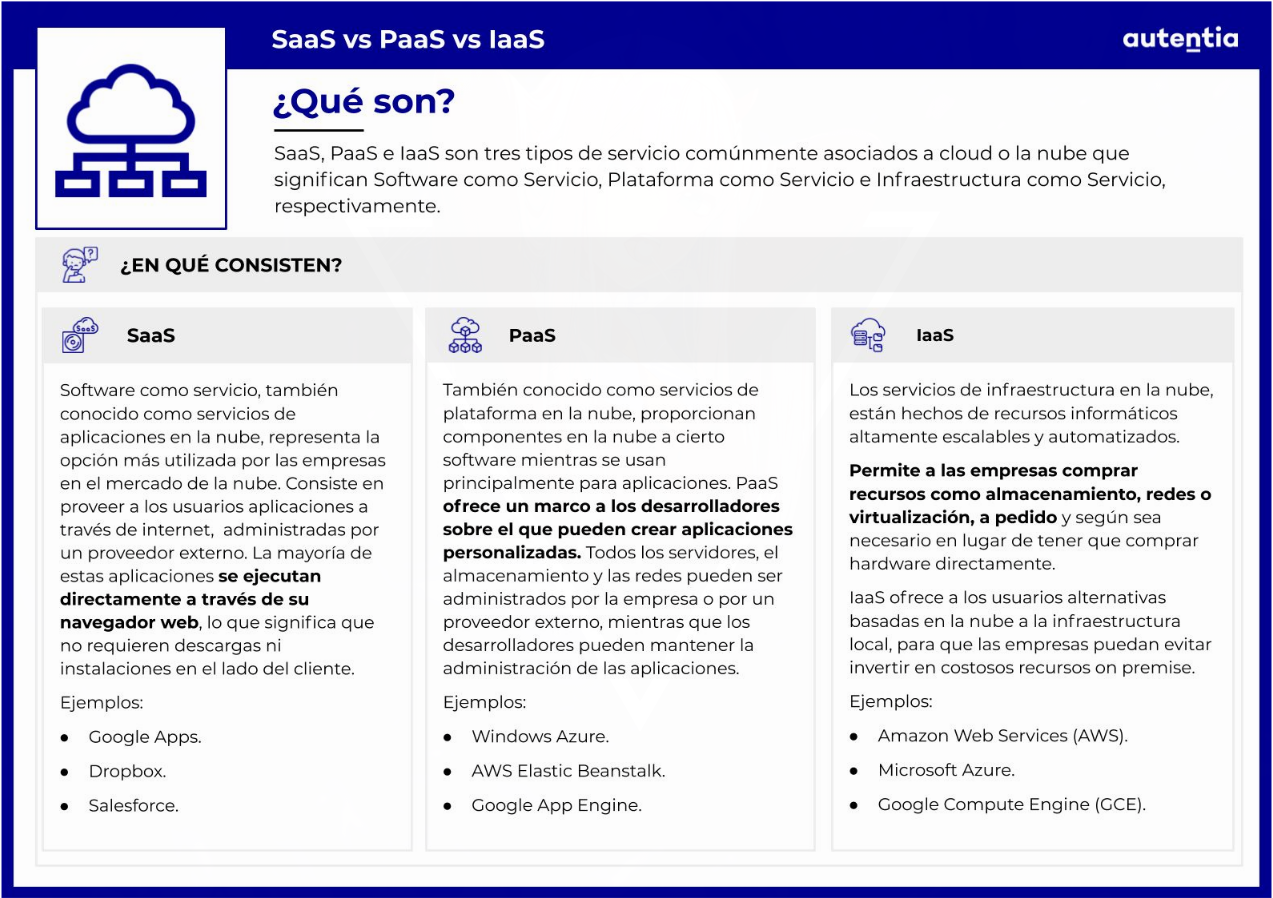 SaaS vs PaaS vs IaaS
autentia
¿Qué son?
SaaS, PaaS e IaaS son tres tipos de servicio comúnmente asociados a cloud o la nube que
significan Software como Servicio, Plataforma como Servicio e Infraestructura como Servicio,
respectivamente.
?
¿EN QUÉ CONSISTEN?
SaaS
SaaS
Software como servicio, también
conocido como servicios de
aplicaciones en la nube, representa la
opción más utilizada por las empresas
en el mercado de la nube. Consiste en
proveer a los usuarios aplicaciones a
través de internet, administradas por
un proveedor externo. La mayoría de
estas aplicaciones se ejecutan
directamente a través de su
navegador web, lo que significa que
no requieren descargas ni
instalaciones en el lado del cliente.
Ejemplos:
● Google Apps.
● Dropbox.
● Salesforce.
PaaS
También conocido como servicios de
plataforma en la nube, proporcionan
componentes en la nube a cierto
software mientras se usan
principalmente para aplicaciones. PaaS
ofrece un marco a los desarrolladores
sobre el que pueden crear aplicaciones
personalizadas. Todos los servidores, el
almacenamiento y las redes pueden ser
administrados por la empresa o por un
proveedor externo, mientras que los
desarrolladores pueden mantener la
administración de las aplicaciones.
Ejemplos:
● Windows Azure.
● AWS Elastic Beanstalk.
● Google App Engine.
IaaS
Los servicios de infraestructura en la nube,
están hechos de recursos informáticos
altamente escalables y automatizados.
Permite a las empresas comprar
recursos como almacenamiento, redes o
virtualización, a pedido y según sea
necesario en lugar de tener que comprar
hardware directamente.
IaaS ofrece a los usuarios alternativas
basadas en la nube a la infraestructura
local, para que las empresas puedan evitar
invertir en costosos recursos on premise.
Ejemplos:
● Amazon Web Services (AWS).
● Microsoft Azure.
● Google Compute Engine (GCE).